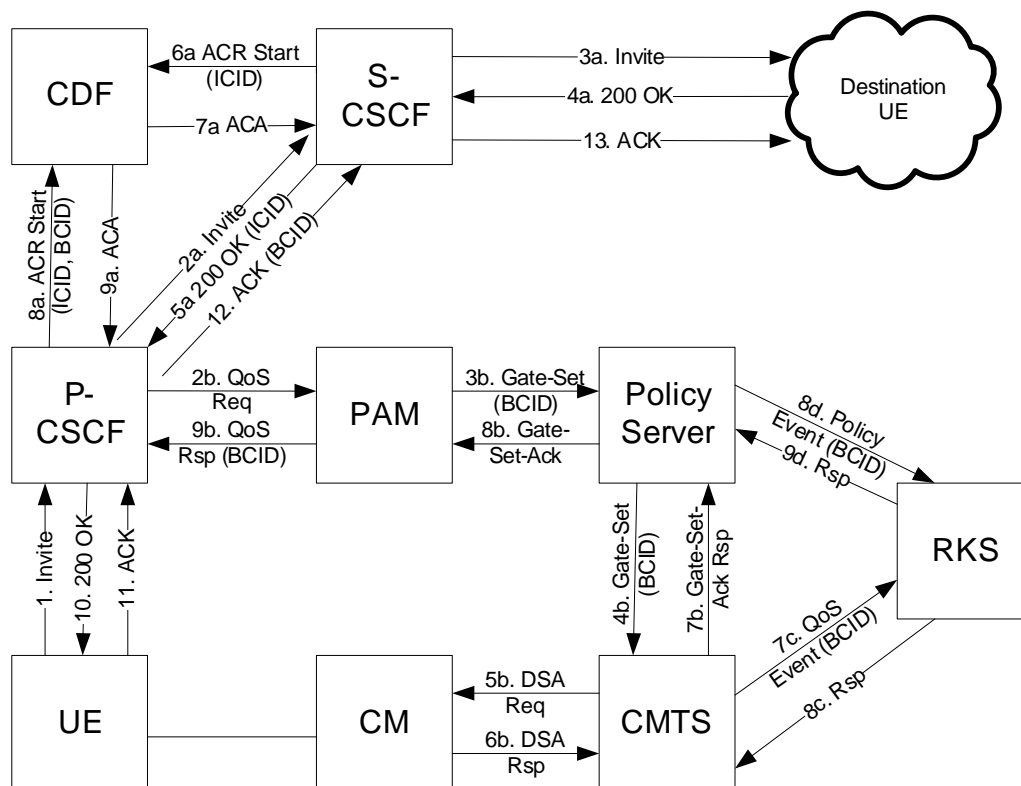 6a ACR Start
(ICID)
CDF
7a ACA
S-
CSCF
3a. Invite
4a. 200 OK
13. ACK
Destination
UE
8a. ACR Start
(ICID, BCID)
9a. ACA
2a. Invite
5a 200 OK (ICID)
12. ACK (BCID)
P-
CSCF
2b. QoS
Req
9b. QoS
Rsp (BCID)
PAM
3b. Gate-Set
(BCID)
8b. Gate-
Set-Ack
Policy
Server
8d. Policy
Event (BCID)
9d. Rsp
RKS
1. Invite
10. 200 OK
11. ACK
4b. Gate-Set
(BCID)
7b. Gate-Set-
Ack Rsp
7c. QoS
Event (BCID)
8c. Rsp
UE
CM
5b. DSA
Req
6b. DSA
Rsp
CMTS